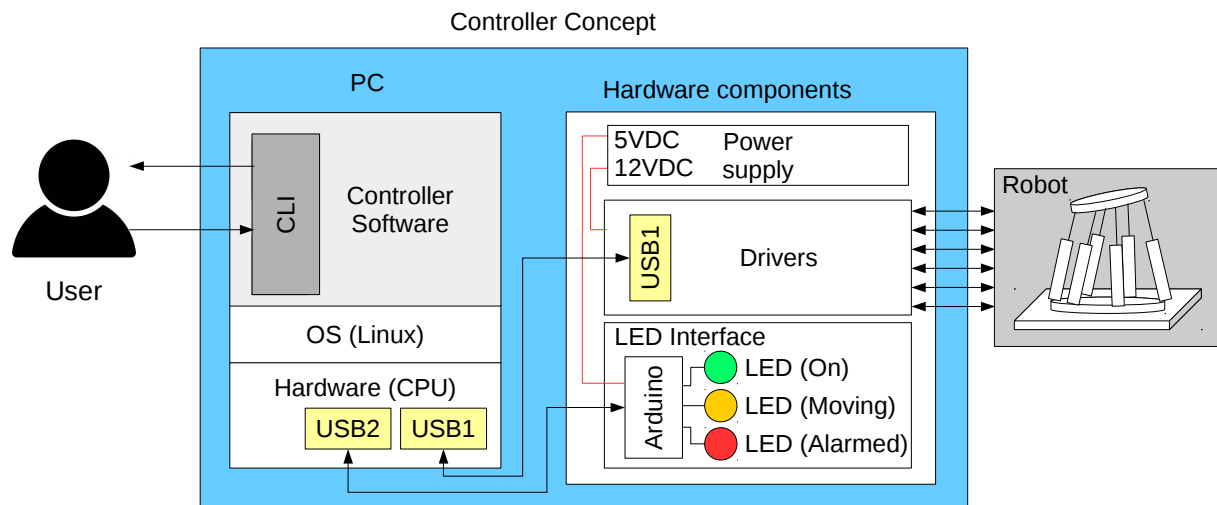 Controller Concept
PC
Hardware components
CLI
Controller
Software
User
OS (Linux)
Hardware (CPU)
USB2
USB1
5VDC
12VDC
Power
supply
USB1
Drivers
LED Interface
Arduino
LED (On)
LED (Moving)
LED (Alarmed)
Robot